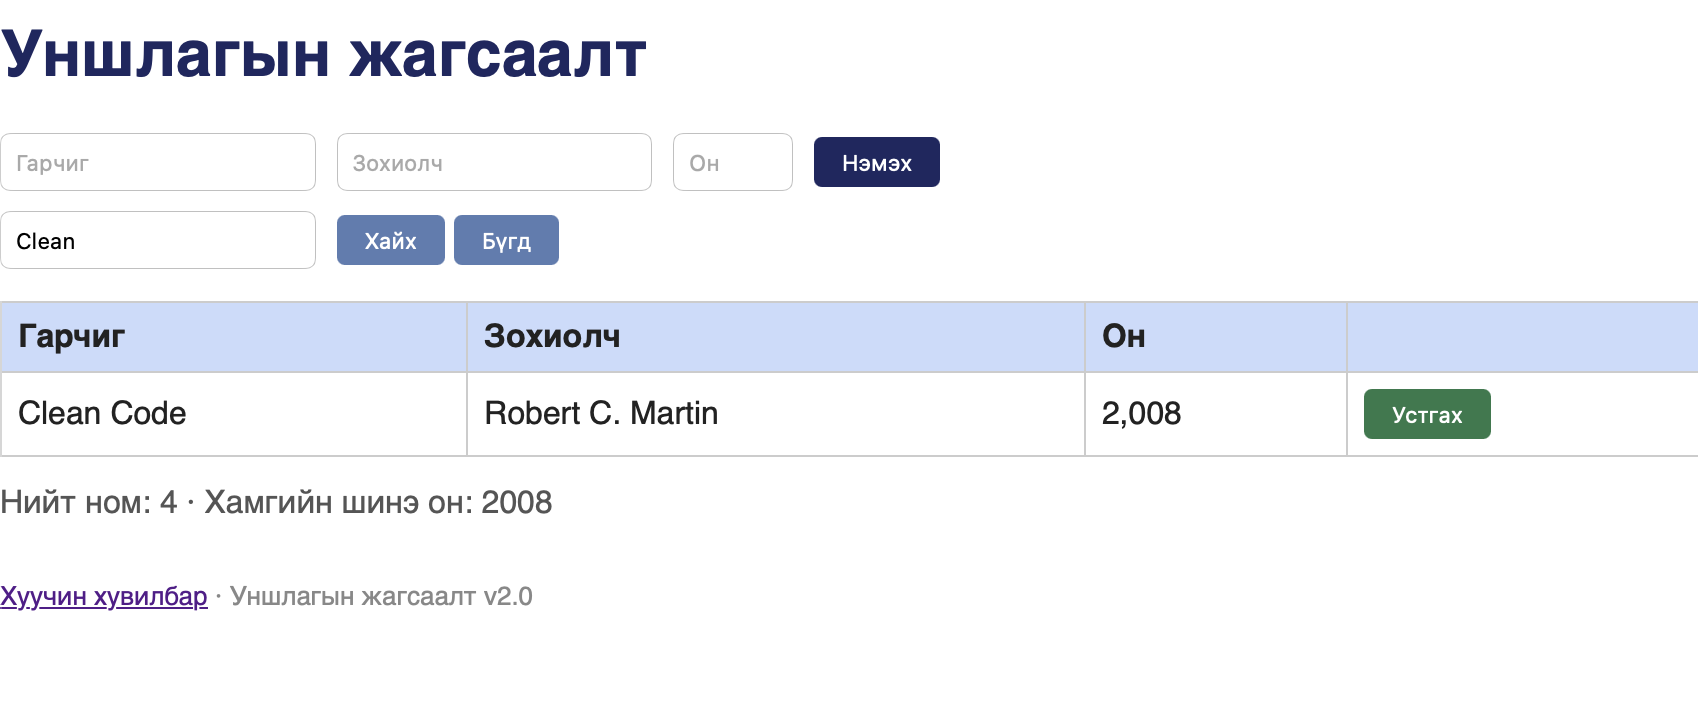 Уншлагын жагсаалт
Гарчиг Зохиолч Он Нэмэх
Clean Хайх Бүгд
Гарчиг Зохиолч Он
Clean Code Robert C. Martin 2,008 Устгах
Нийт ном: 4 · Хамгийн шинэ он: 2008
Хуучин хувилбар · Уншлагын жагсаалт v2.0